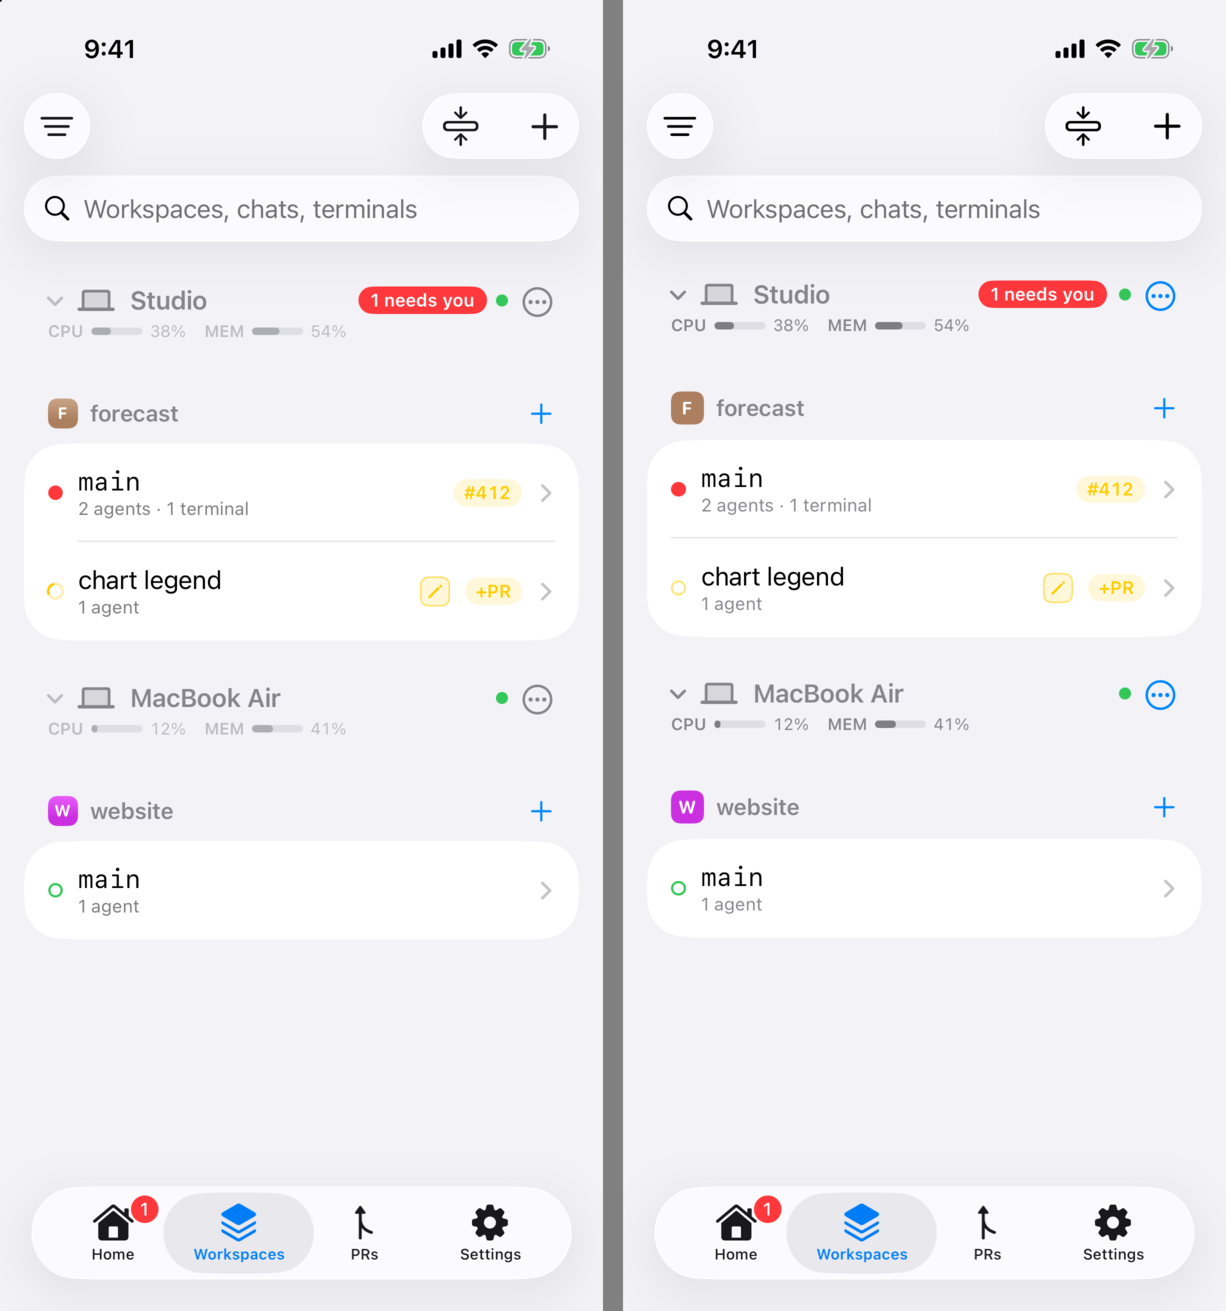 9:41
Workspaces, chats, terminals
Studio 1 needs you
CPU 38% MEM 54%
F forecast
main
2 agents · 1 terminal
#412
chart legend
1 agent
+PR
MacBook Air
CPU 12% MEM 41%
W website
main
1 agent
1
Home Workspaces PRs Settings
9:41
Workspaces, chats, terminals
Studio 1 needs you
CPU 38% MEM 54%
F forecast
main
2 agents · 1 terminal
#412
chart legend
1 agent
+PR
MacBook Air
CPU 12% MEM 41%
W website
main
1 agent
1
Home Workspaces PRs Settings